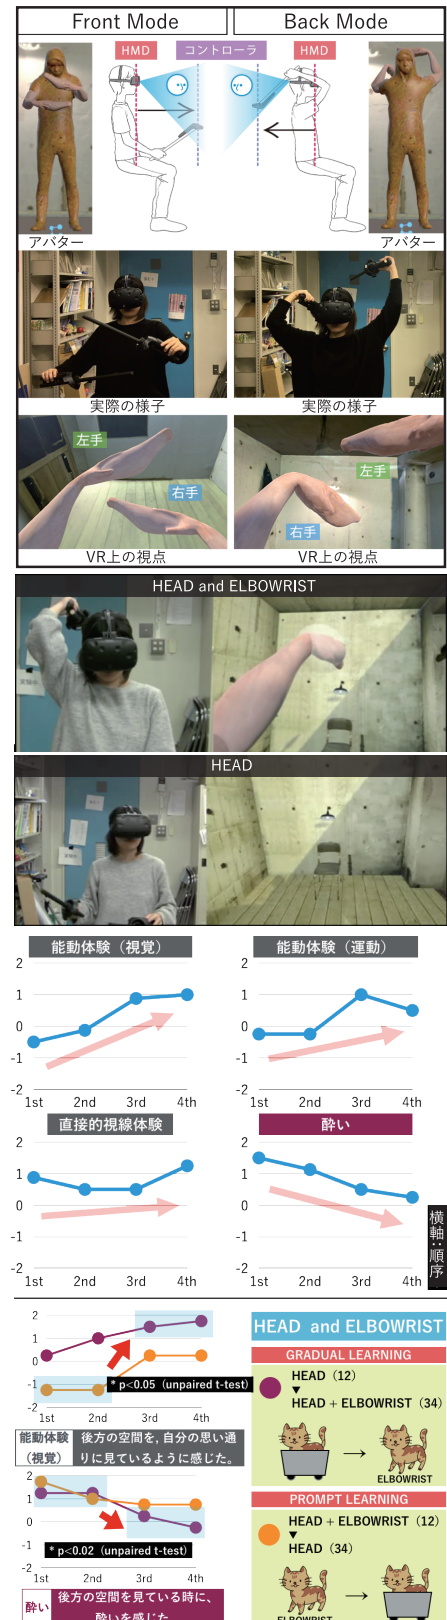 Front Mode
Back Mode
HMD
コントローラ
HMD
アバター
アバター
実際の様子
実際の様子
左手
右手
左手
右手
VR上の視点
VR上の視点
HEAD and ELBOWRIST
HEAD
能動体験（視覚）
2
1
0
-1
-2
1st 2nd 3rd 4th
能動体験（運動）
2
1
0
-1
-2
1st 2nd 3rd 4th
直接的視線体験
2
1
0
-1
-2
1st 2nd 3rd 4th
酔い
2
1
0
-1
-2
1st 2nd 3rd 4th
横軸:順序
2
1
0
-1
-2
1st 2nd 3rd 4th
* p<0.05 (unpaired t-test)
能動体験
（視覚）
後方の空間を，自分の思い通
りに見ているように感じた。
2
1
0
-1
-2
1st 2nd 3rd 4th
* p<0.02 (unpaired t-test)
酔い
後方の空間を見ている時に、
酔いを感じた
HEAD and ELBOWRIST
GRADUAL LEARNING
HEAD（12）
▼
HEAD + ELBOWRIST（34）
→
ELBOWRIST
PROMPT LEARNING
HEAD + ELBOWRIST（12）
▼
HEAD（34）
→
ELBOWRIST